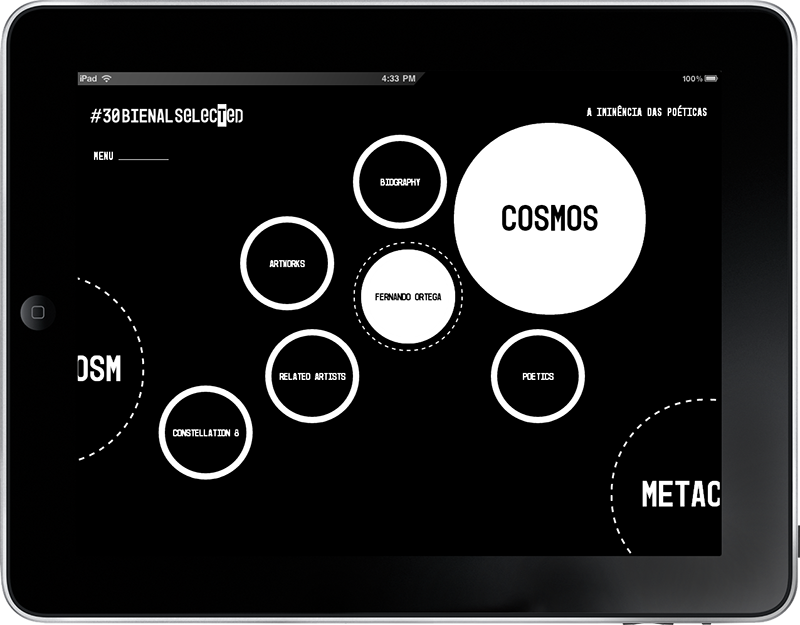 iPad
4:33 PM
100%
#30BIENALSELECTED
A IMINÊNCIA DAS POÉTICAS
MENU
BIOGRAPHY
COSMOS
ARTWORKS
FERNANDO ORTEGA
OSM
RELATED ARTISTS
POETICS
CONSTELLATION 8
METAC